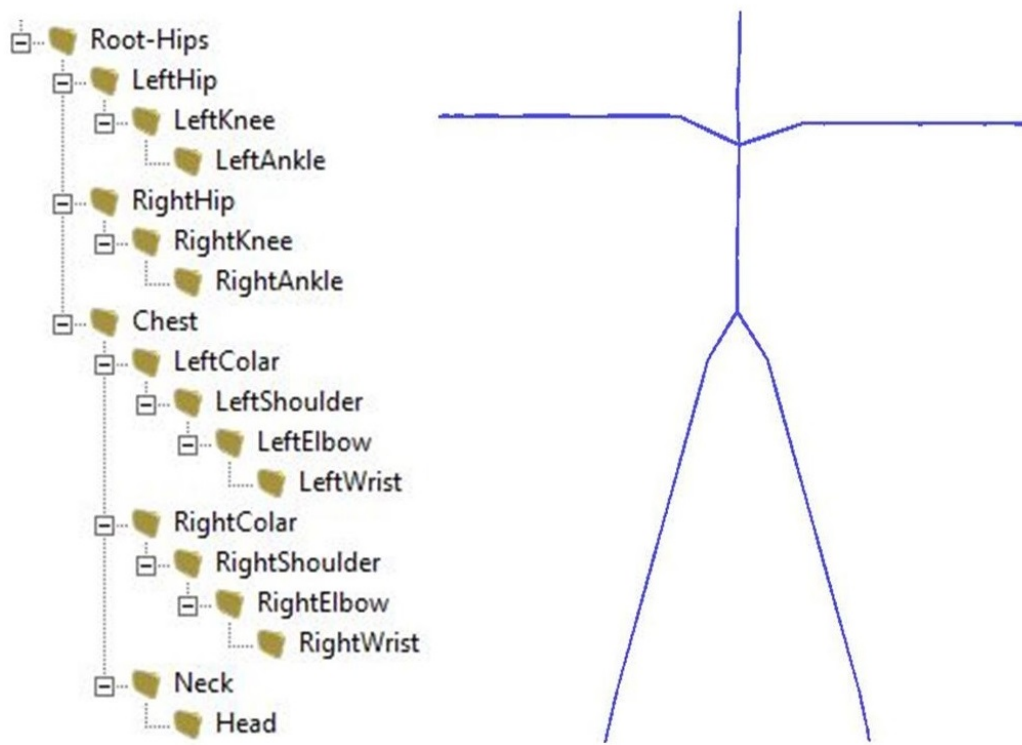 Root-Hips
LeftHip
LeftKnee
LeftAnkle
RightHip
RightKnee
RightAnkle
Chest
LeftColar
LeftShoulder
LeftElbow
LeftWrist
RightColar
RightShoulder
RightElbow
RightWrist
Neck
Head